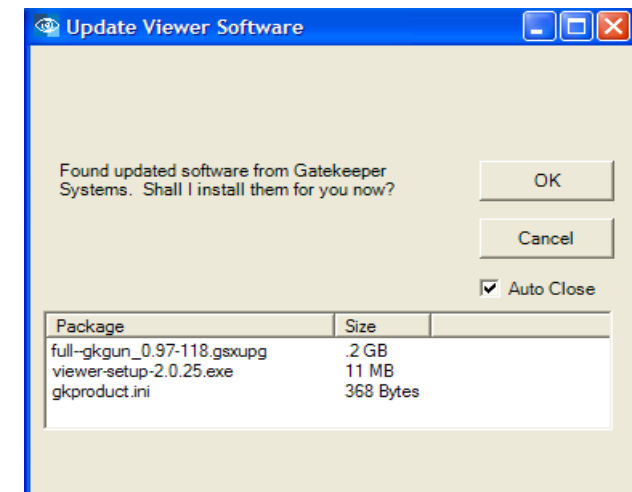 Update Viewer Software
Found updated software from Gatekeeper
Systems.  Shall I install them for you now?
OK
Cancel
Auto Close
Package Size
full--gkgun_0.97-118.gsxupg .2 GB
viewer-setup-2.0.25.exe 11 MB
gkproduct.ini 368 Bytes